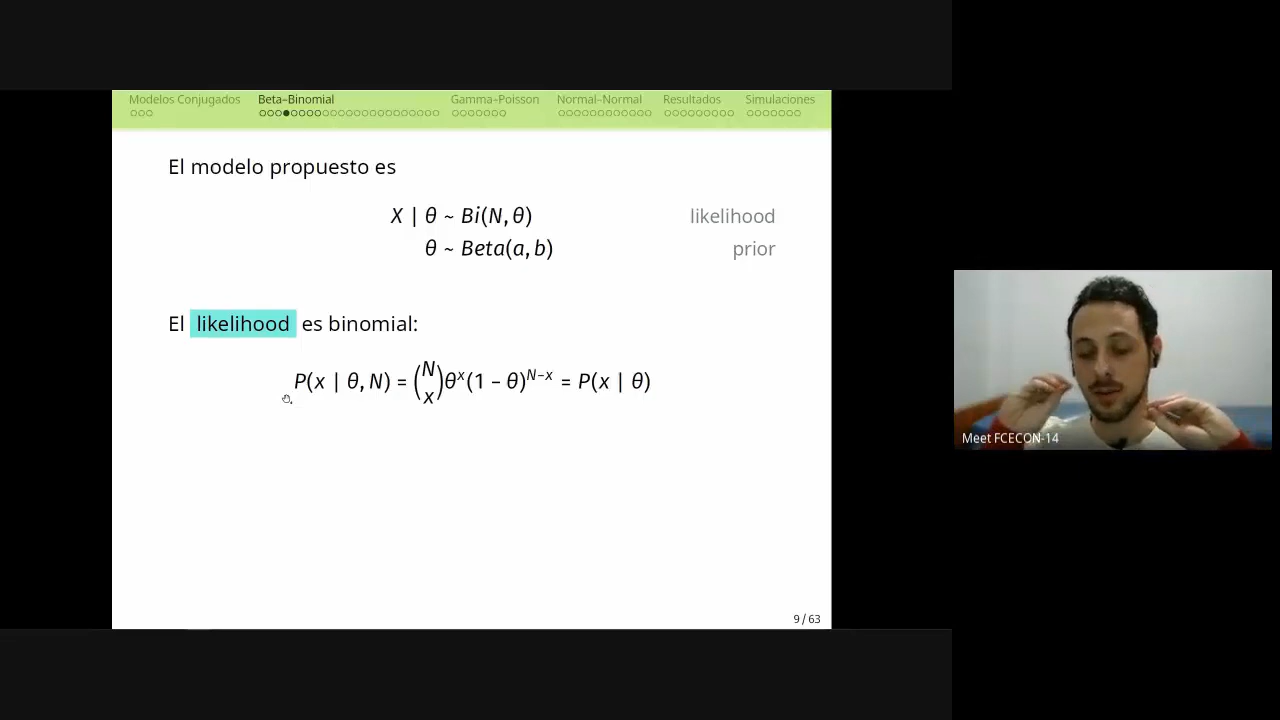 Modelos Conjugados Beta–Binomial Gamma–Poisson Normal–Normal Resultados Simulaciones
El modelo propuesto es
X | θ ~ Bi(N, θ) likelihood
θ ~ Beta(a, b) prior
El likelihood es binomial:
P(x | θ, N) = (N x) θ^x (1 − θ)^{N−x} = P(x | θ)
Meet FCECON-14
9 / 63